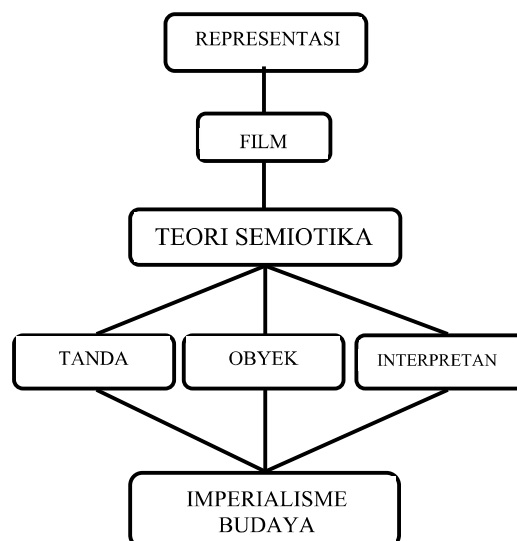 REPRESENTASI
FILM
TEORI SEMIOTIKA
TANDA
OBYEK
INTERPRETAN
IMPERIALISME
BUDAYA